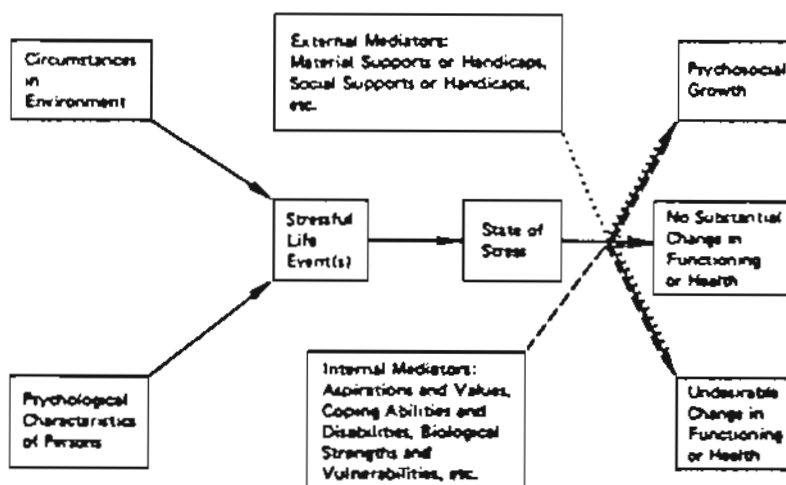 Circumstances
in
Environment
External Mediators:
Material Supports or Handicaps,
Social Supports or Handicaps,
etc.
Psychosocial
Growth
Stressful
Life
Event(s)
State of
Stress
No Substantial
Change in
Functioning
or Health
Psychological
Characteristics
of Persons
Internal Mediators:
Aspirations and Values,
Coping Abilities and
Disabilities, Biological
Strengths and
Vulnerabilities, etc.
Undesirable
Change in
Functioning
or Health